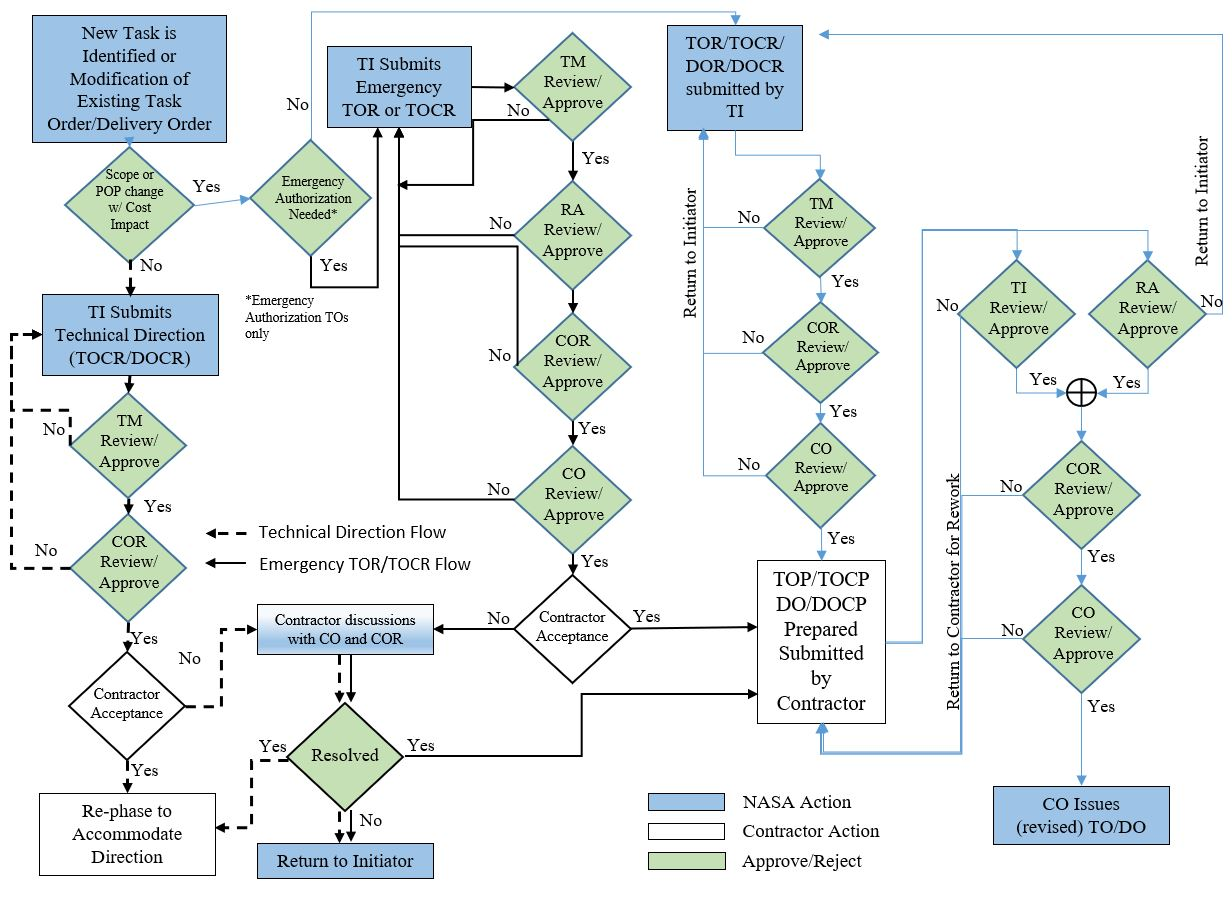 New Task is
Identified or
Modification of
Existing Task
Order/Delivery Order
Scope or
POP change
w/ Cost
Impact
Yes
No
Emergency
Authorization
Needed*
No
Yes
*Emergency
Authorization TOs
only
TI Submits
Technical Direction
(TOCR/DOCR)
TM
Review/
Approve
No
Yes
COR
Review/
Approve
No
Yes
Contractor
Acceptance
No
Yes
Re-phase to
Accommodate
Direction
Technical Direction Flow
Emergency TOR/TOCR Flow
Contractor discussions
with CO and COR
Resolved
Yes
Yes
No
Return to Initiator
TI Submits
Emergency
TOR or TOCR
TM
Review/
Approve
No
Yes
RA
Review/
Approve
No
COR
Review/
Approve
No
Yes
CO
Review/
Approve
No
Yes
Contractor
Acceptance
No
Yes
TOR/TOCR/
DOR/DOCR
submitted by
TI
Return to Initiator
TM
Review/
Approve
No
Yes
COR
Review/
Approve
No
Yes
CO
Review/
Approve
No
Yes
TOP/TOCP
DO/DOCP
Prepared
Submitted
by
Contractor
Return to Initiator
TI
Review/
Approve
No
Yes
RA
Review/
Approve
No
Yes
COR
Review/
Approve
No
Yes
CO
Review/
Approve
No
Yes
Return to Contractor for Rework
CO Issues
(revised) TO/DO
NASA Action
Contractor Action
Approve/Reject